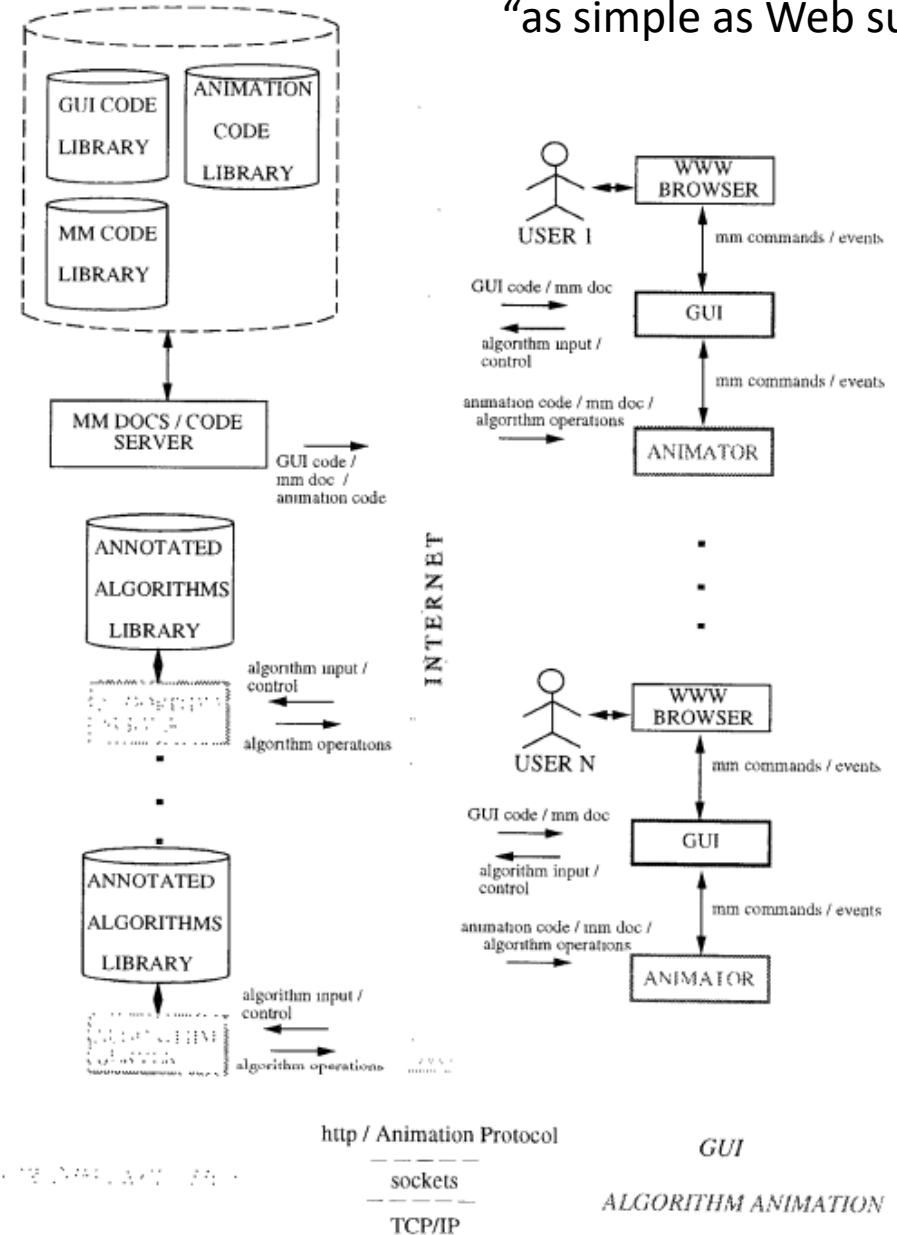 “as simple as Web su
GUI CODE
LIBRARY
ANIMATION
CODE
LIBRARY
MM CODE
LIBRARY
MM DOCS / CODE
SERVER
GUI code /
mm doc /
animation code
ANNOTATED
ALGORITHMS
LIBRARY
algorithm input /
control
algorithm operations
ANNOTATED
ALGORITHMS
LIBRARY
algorithm input /
control
algorithm operations
INTERNET
WWW
BROWSER
USER 1
mm commands / events
GUI code / mm doc
GUI
algorithm input /
control
mm commands / events
animation code / mm doc /
algorithm operations
ANIMATOR
WWW
BROWSER
USER N
mm commands / events
GUI code / mm doc
GUI
algorithm input /
control
mm commands / events
animation code / mm doc /
algorithm operations
ANIMATOR
http / Animation Protocol
sockets
TCP/IP
GUI
ALGORITHM ANIMATION